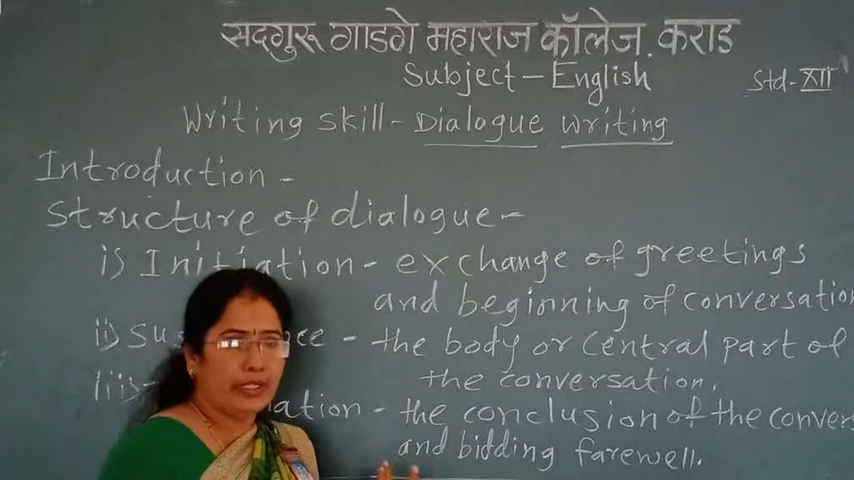 सदगुरू गाडगे महाराज कॉलेज. कराड
Subject - English
Std - XII
Writing skill - Dialogue writing
Introduction -
Structure of dialogue -
i) Initiation - exchange of greetings
and beginning of conversation
ii) - the body or central part of
the conversation.
iii) - the conclusion of the
and bidding farewell.